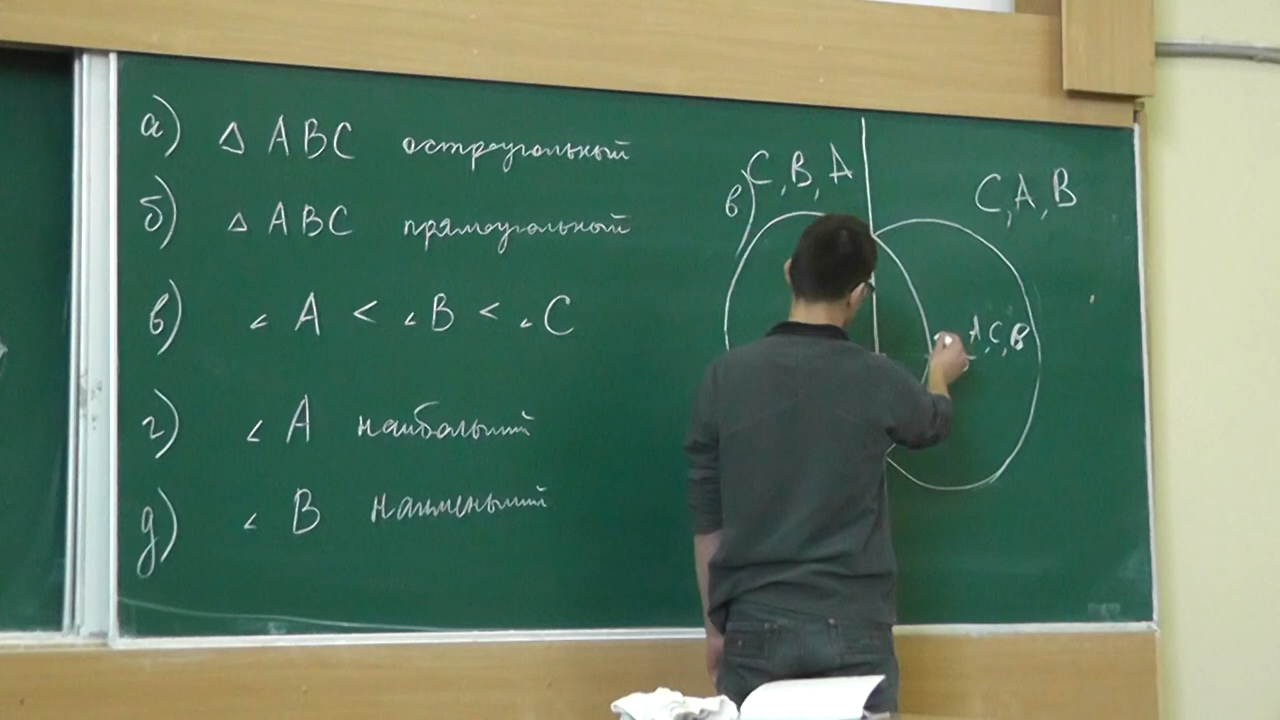 а) Δ ABC остроугольный
б) Δ ABC прямоугольный
в) ∠ A < ∠ B < ∠ C
г) ∠ A наибольший
д) ∠ B наименьший
в) C, B, A
C, A, B
A, C, B